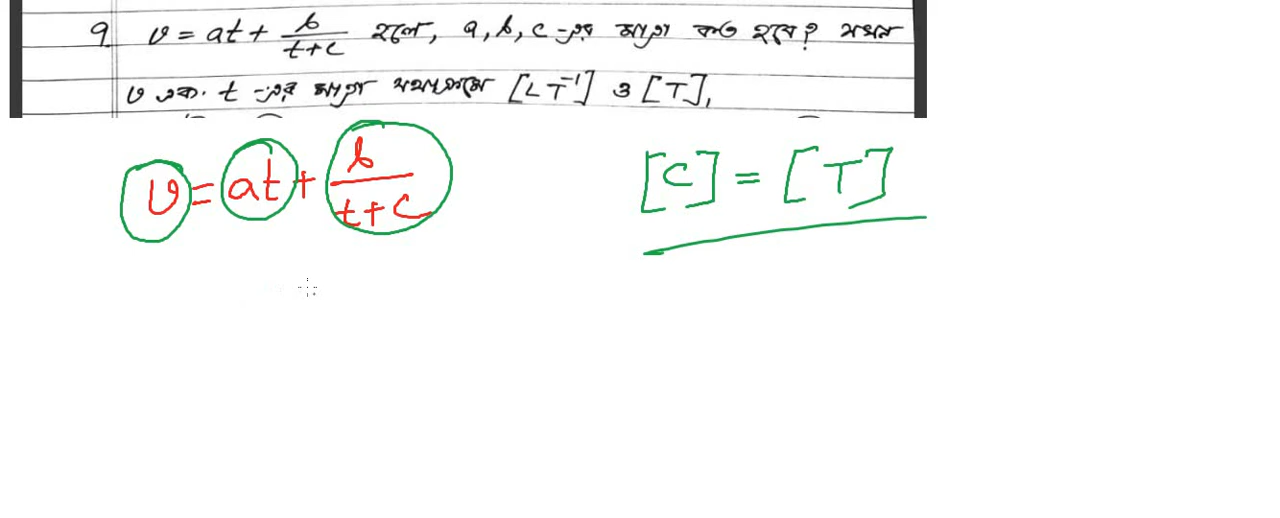 ৭ v = at + b/(t+c) হলে, a, b, c -এর মাত্রা কত হবে? যখন
v এবং t -এর মাত্রা যথাক্রমে [LT⁻¹] ও [T],
v = at + b/(t+c)
[C] = [T]